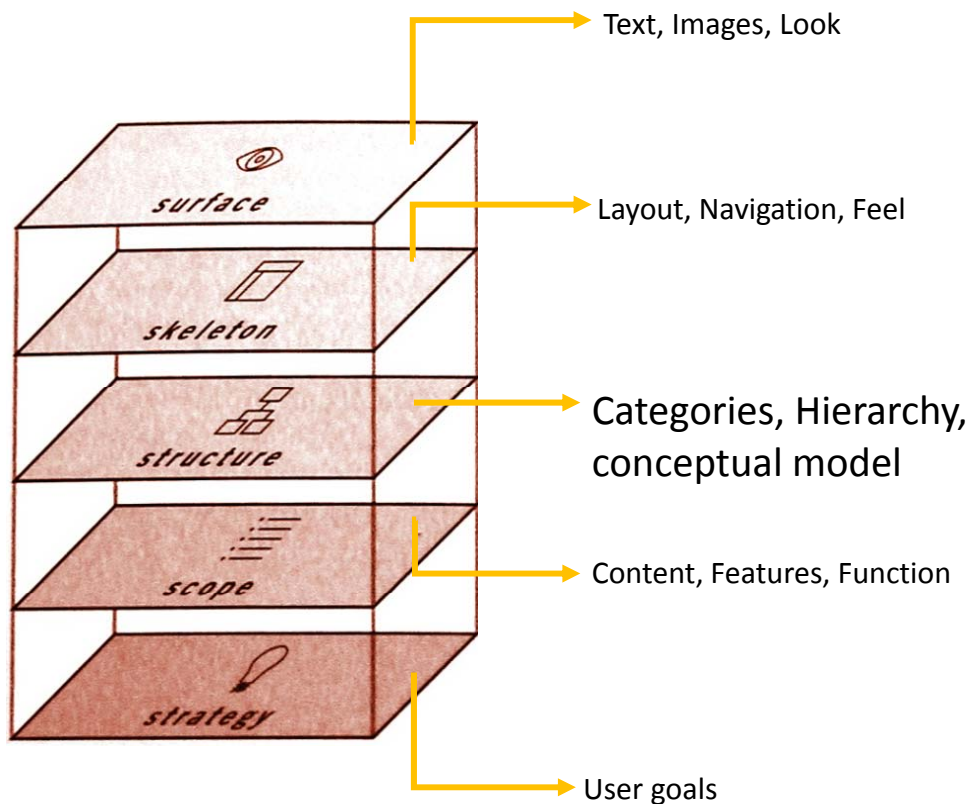 Text, Images, Look
surface
Layout, Navigation, Feel
skeleton
Categories, Hierarchy,
conceptual model
structure
Content, Features, Function
scope
strategy
User goals